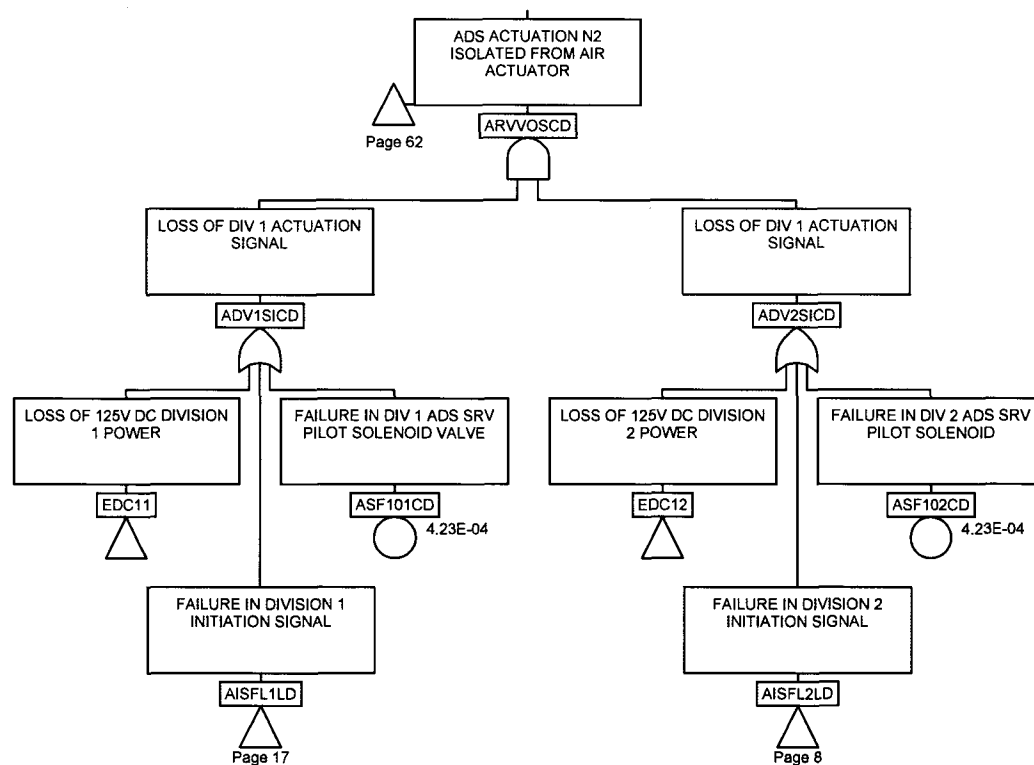 ADS ACTUATION N2
ISOLATED FROM AIR
ACTUATOR
Page 62
ARVVOSCD
LOSS OF DIV 1 ACTUATION
SIGNAL
LOSS OF DIV 1 ACTUATION
SIGNAL
ADV1SICD
ADV2SICD
LOSS OF 125V DC DIVISION
1 POWER
FAILURE IN DIV 1 ADS SRV
PILOT SOLENOID VALVE
LOSS OF 125V DC DIVISION
2 POWER
FAILURE IN DIV 2 ADS SRV
PILOT SOLENOID
EDC11
ASF101CD
4.23E-04
EDC12
ASF102CD
4.23E-04
FAILURE IN DIVISION 1
INITIATION SIGNAL
FAILURE IN DIVISION 2
INITIATION SIGNAL
AISFL1LD
AISFL2LD
Page 17
Page 8